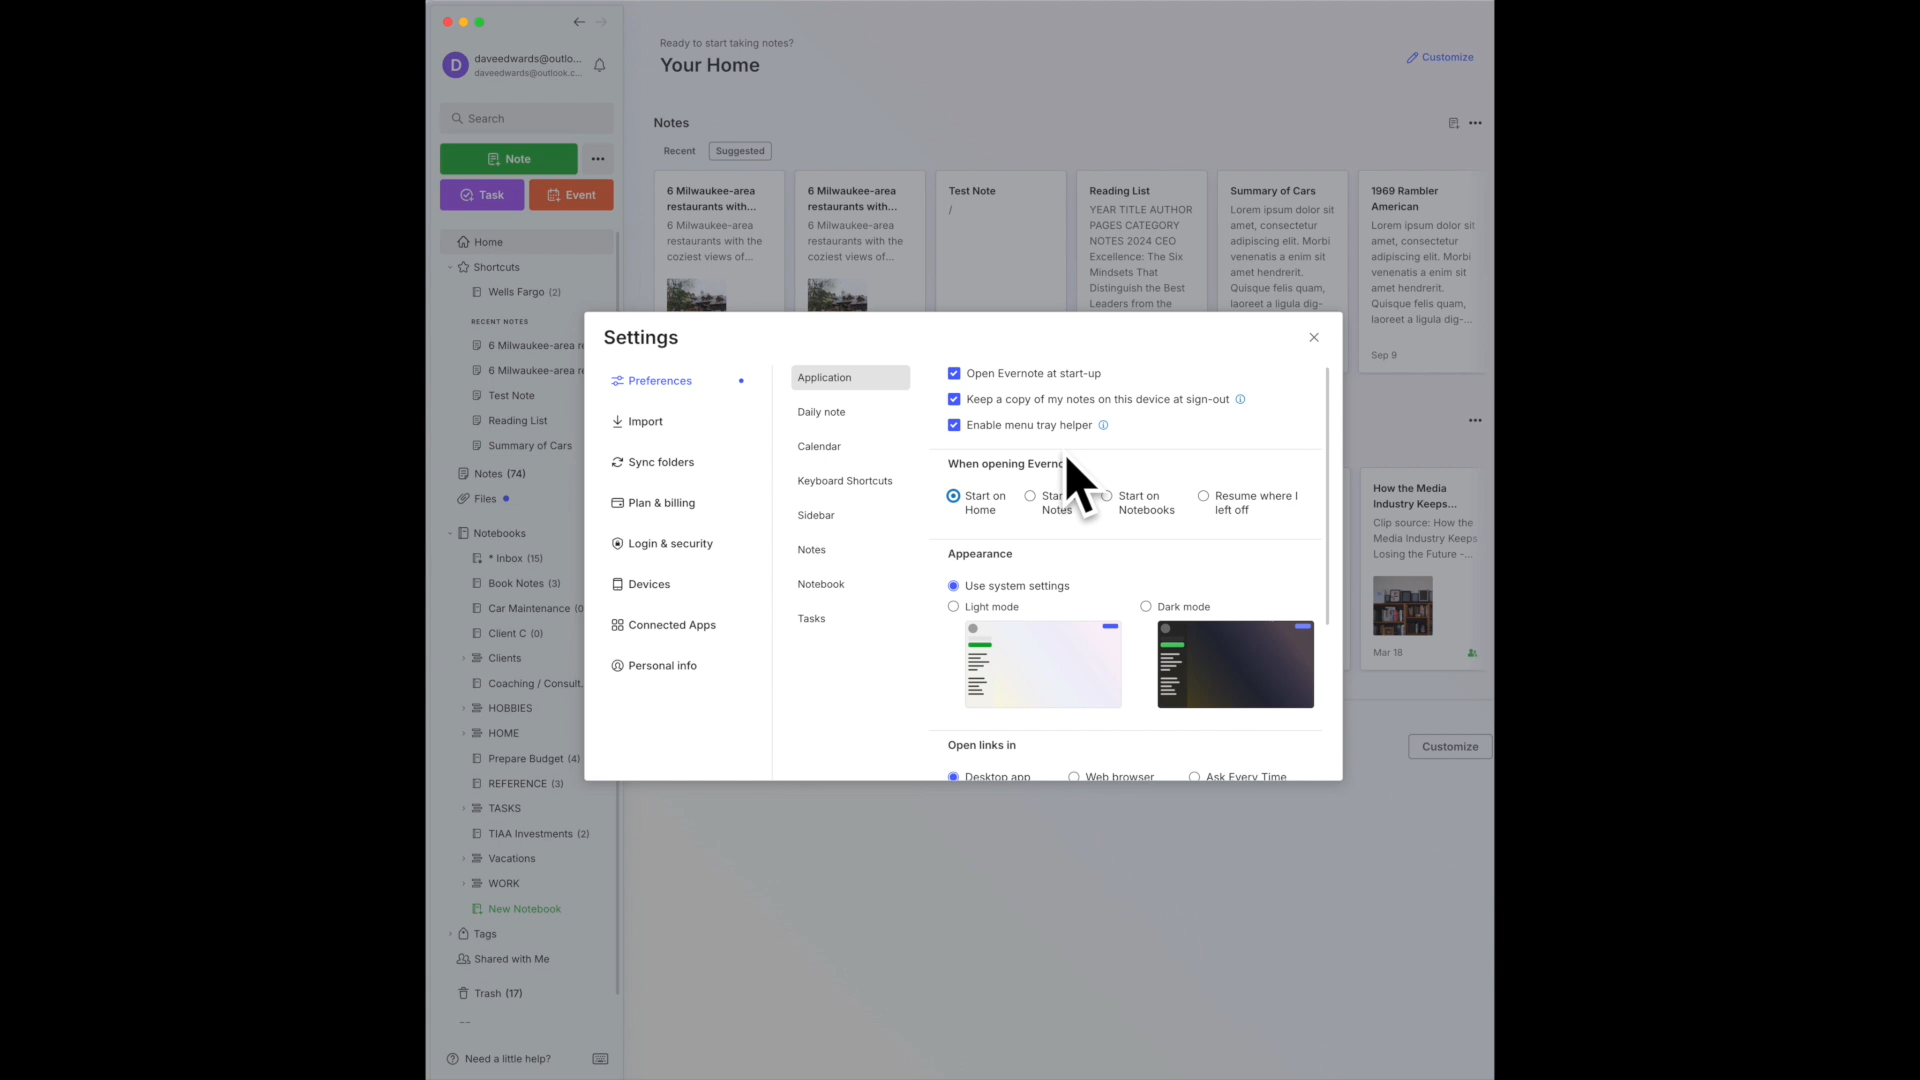 daveedwards@outlo...
daveedwards@outlook.c...
D
Search
Note
Task
Event
Home
Shortcuts
Wells Fargo (2)
RECENT NOTES
6 Milwaukee-area
6 Milwaukee-area
Test Note
Reading List
Summary of Cars
Notes (74)
Files
Notebooks
* Inbox (15)
Book Notes (3)
Car Maintenance
Client C (0)
Clients
Coaching / Consult.
HOBBIES
HOME
Prepare Budget (4)
REFERENCE (3)
TASKS
TIAA Investments (2)
Vacations
WORK
New Notebook
Tags
Shared with Me
Trash (17)
Need a little help?
Ready to start taking notes?
Your Home
Customize
Notes
Recent
Suggested
6 Milwaukee-area
restaurants with...
6 Milwaukee-area
restaurants with the
coziest views of...
6 Milwaukee-area
restaurants with...
6 Milwaukee-area
restaurants with the
coziest views of...
Test Note
/
Reading List
YEAR TITLE AUTHOR
PAGES CATEGORY
NOTES 2024 CEO
Excellence: The Six
Mindsets That
Distinguish the Best
Leaders from the
Summary of Cars
Lorem ipsum dolor sit
amet, consectetur
adipiscing elit. Morbi
venenatis a enim sit
amet hendrerit.
Quisque felis quam,
laoreet a ligula dig-
1969 Rambler
American
Lorem ipsum dolor sit
amet, consectetur
adipiscing elit. Morbi
venenatis a enim sit
amet hendrerit.
Quisque felis quam,
laoreet a ligula dig-...
Sep 9
How the Media
Industry Keeps...
Clip source: How the
Media Industry Keeps
Losing the Future -...
Mar 18
Customize
Settings
Preferences
Import
Sync folders
Plan & billing
Login & security
Devices
Connected Apps
Personal info
Application
Daily note
Calendar
Keyboard Shortcuts
Sidebar
Notes
Notebook
Tasks
Open Evernote at start-up
Keep a copy of my notes on this device at sign-out
Enable menu tray helper
When opening
Start on
Home
Notes
Start on
Notebooks
Resume where I
left off
Appearance
Use system settings
Light mode
Dark mode
Open links in
Desktop app
Web browser
Ask Every Time